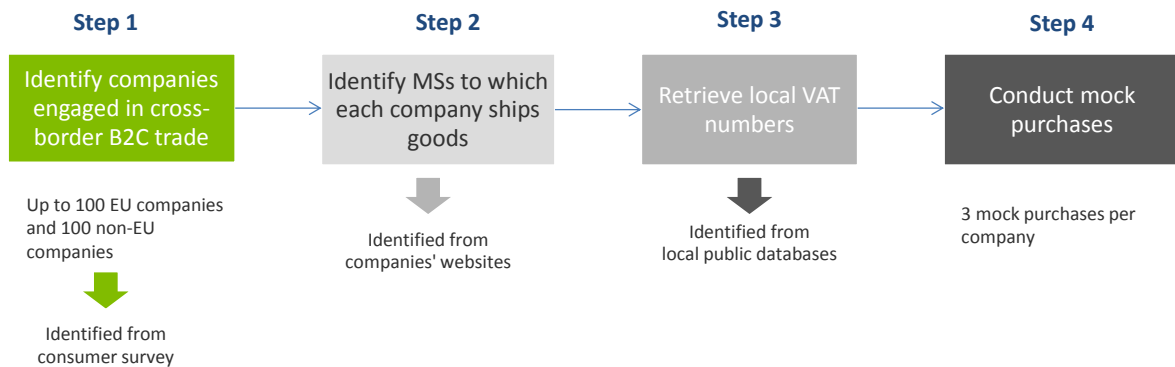 Step 1
Identify companies
engaged in cross-
border B2C trade
Up to 100 EU companies
and 100 non-EU
companies
Identified from
consumer survey
Step 2
Identify MSs to which
each company ships
goods
Identified from
companies' websites
Step 3
Retrieve local VAT
numbers
Identified from
local public databases
Step 4
Conduct mock
purchases
3 mock purchases per
company